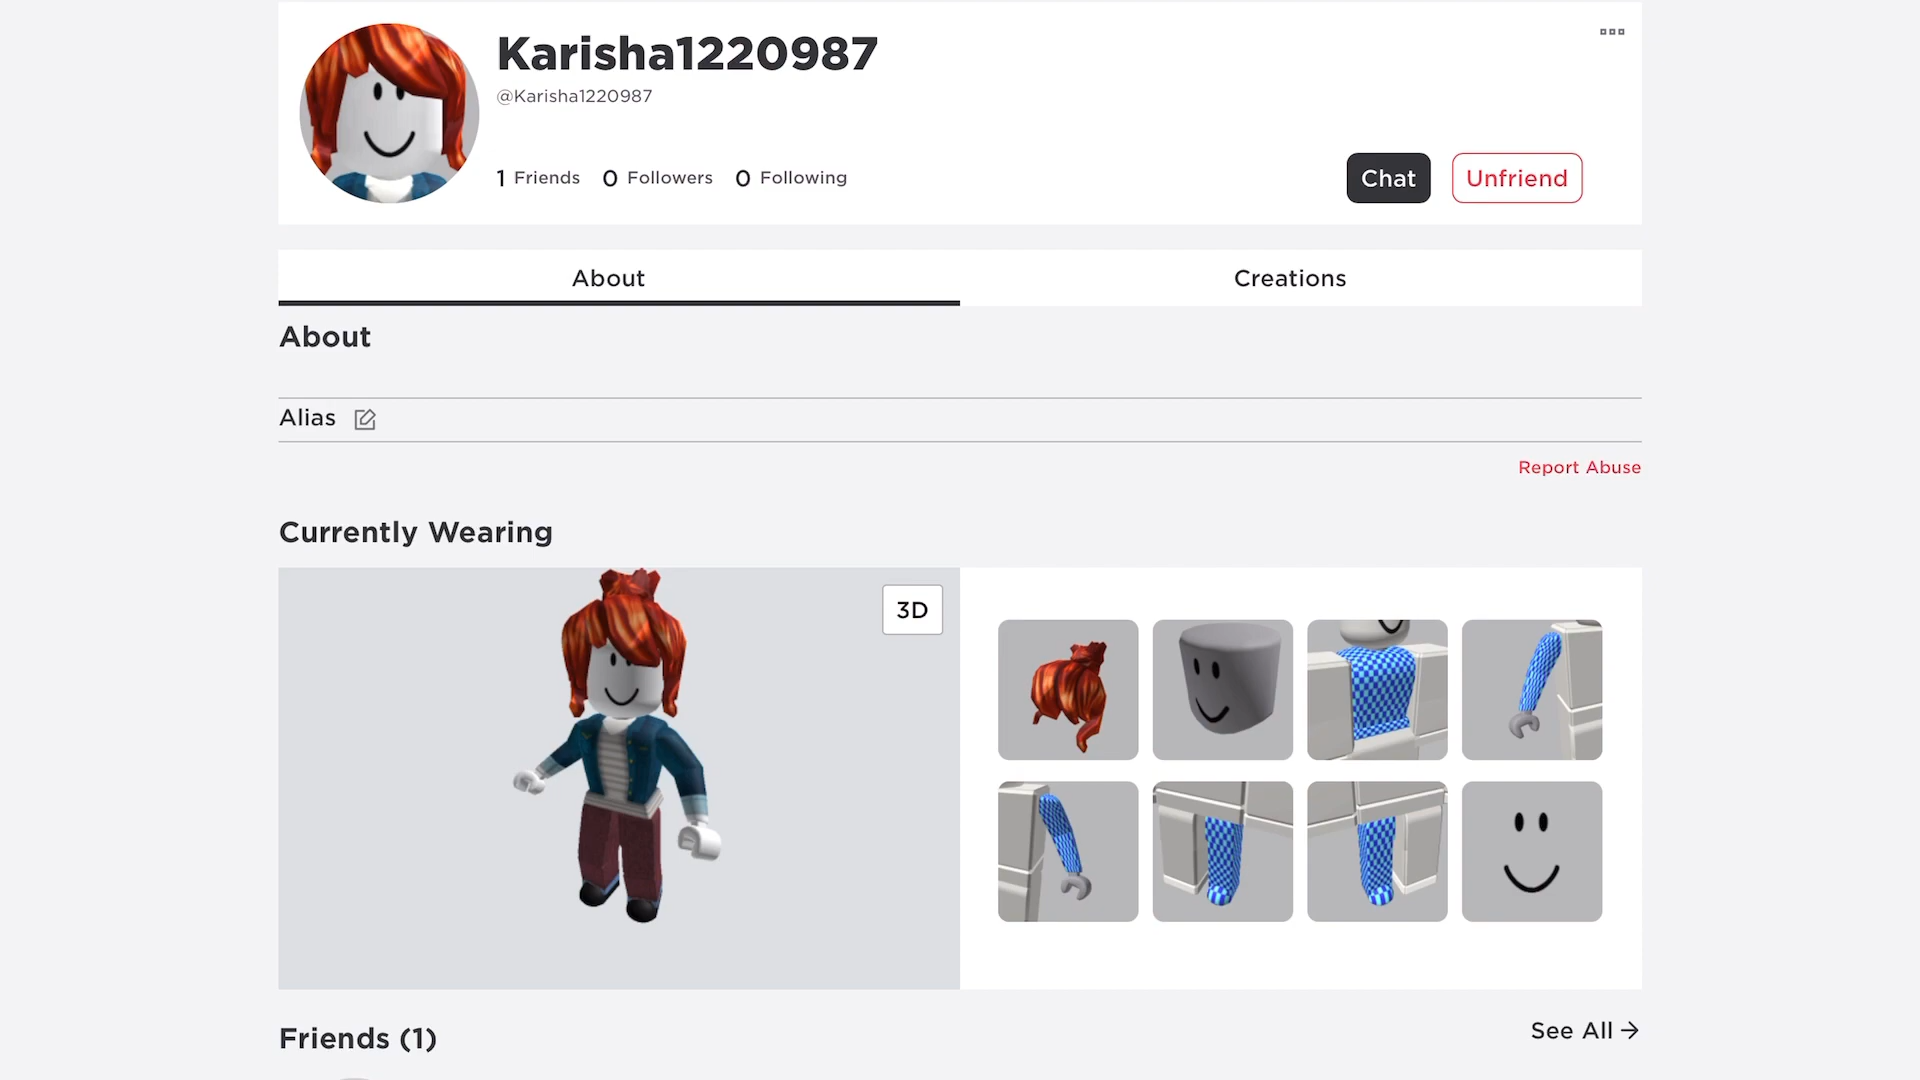 Karisha1220987
@Karisha1220987
1 Friends 0 Followers 0 Following
Chat Unfriend
About Creations
About
Alias
Report Abuse
Currently Wearing
3D
Friends (1)
See All